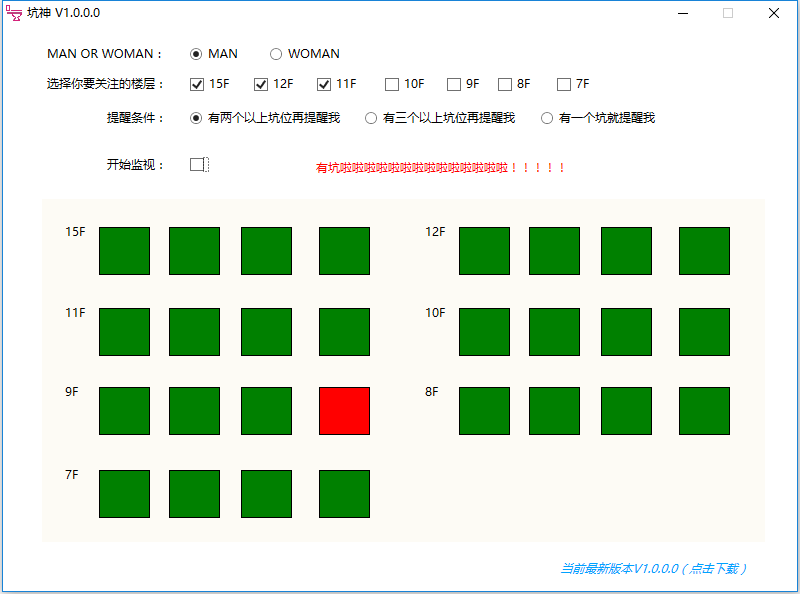 坑神 V1.0.0.0
MAN OR WOMAN： MAN WOMAN
选择你要关注的楼层： 15F 12F 11F 10F 9F 8F 7F
提醒条件： 有两个以上坑位再提醒我 有三个以上坑位再提醒我 有一个坑就提醒我
开始监视： 有坑啦啦啦啦啦啦啦啦啦啦啦啦啦啦！！！！！
15F 12F
11F 10F
9F 8F
7F
当前最新版本V1.0.0.0（点击下载）